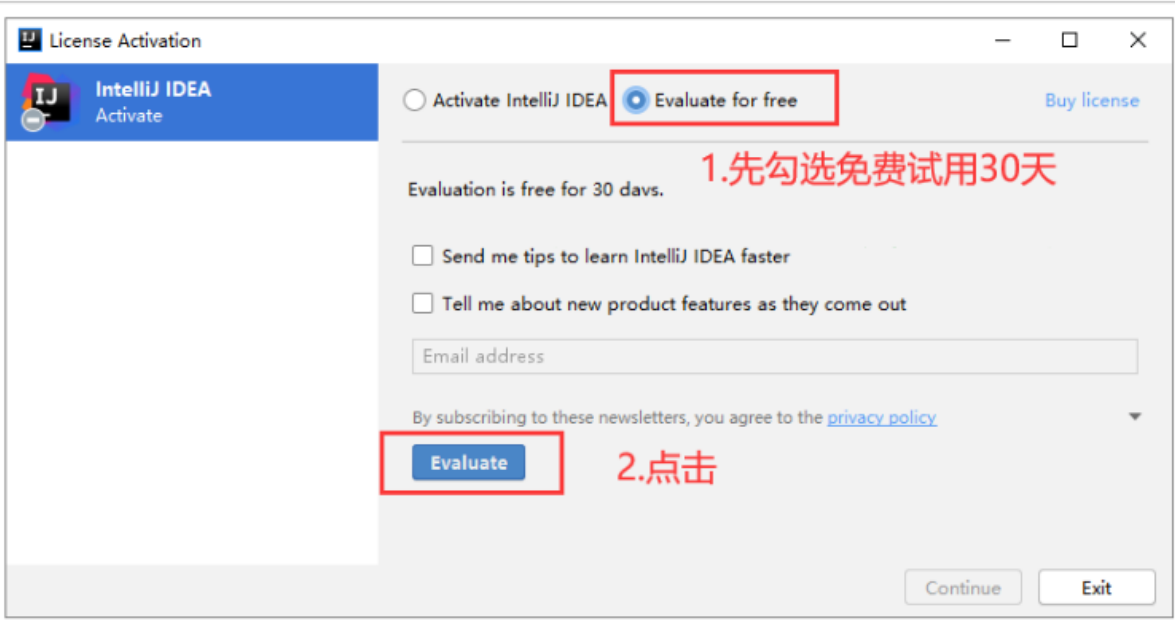 License Activation
IntelliJ IDEA
Activate
Activate IntelliJ IDEA
Evaluate for free
Buy license
1.先勾选免费试用30天
Evaluation is free for 30 davs.
Send me tips to learn IntelliJ IDEA faster
Tell me about new product features as they come out
Email address
By subscribing to these newsletters, you agree to the privacy policy
Evaluate
2.点击
Continue
Exit